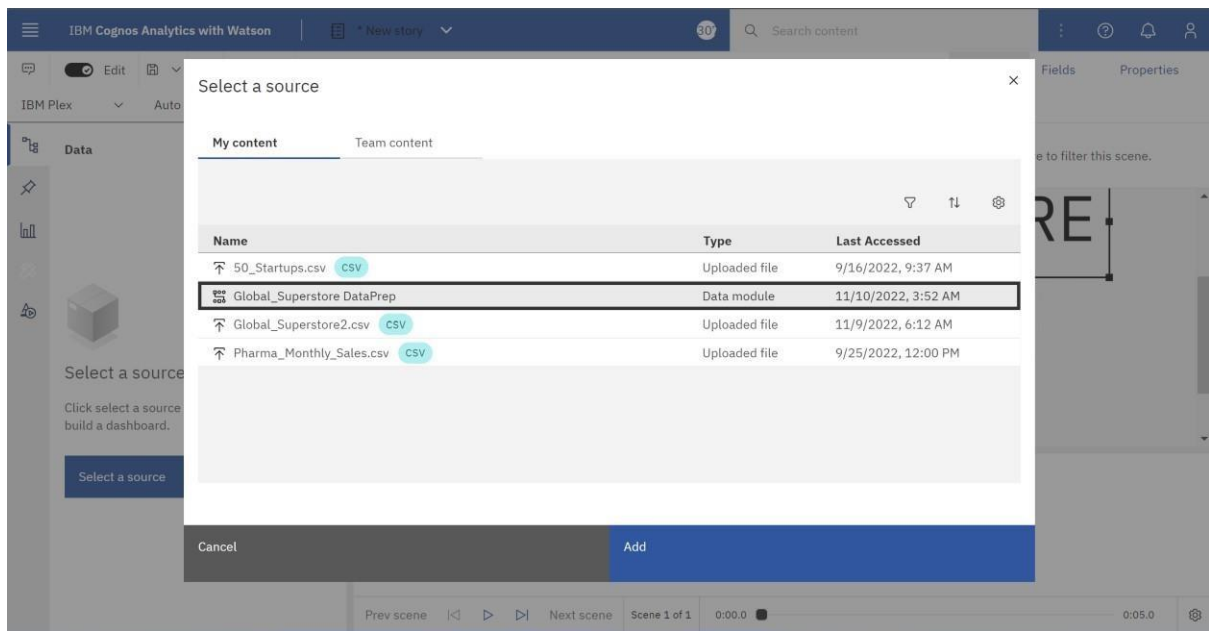 IBM Cognos Analytics with Watson
* New story
30
Search content
Edit
Fields
Properties
IBM Plex
Auto
Select a source
My content
Team content
Data
e to filter this scene.
RE
Name Type Last Accessed
50_Startups.csv CSV Uploaded file 9/16/2022, 9:37 AM
Global_Superstore DataPrep Data module 11/10/2022, 3:52 AM
Global_Superstore2.csv CSV Uploaded file 11/9/2022, 6:12 AM
Pharma_Monthly_Sales.csv CSV Uploaded file 9/25/2022, 12:00 PM
Select a source
Click select a source
build a dashboard.
Select a source
Cancel
Add
Prev scene
Next scene
Scene 1 of 1
0:00.0
0:05.0